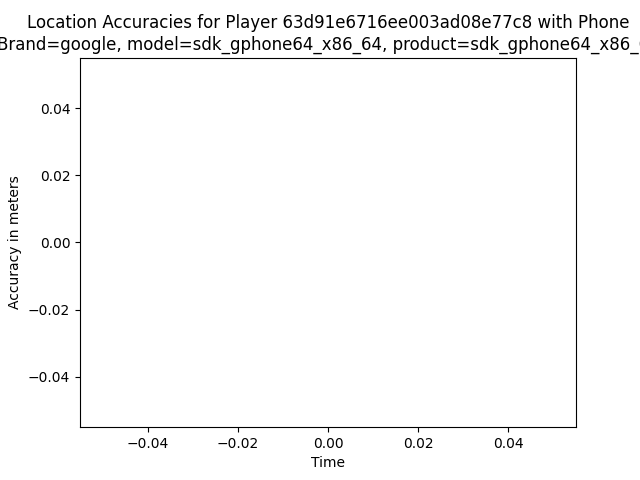 Location Accuracies for Player 63d91e6716ee003ad08e77c8 with Phone
Brand=google, model=sdk_gphone64_x86_64, product=sdk_gphone64_x86_
0.04
0.02
0.00
−0.02
−0.04
Accuracy in meters
−0.04
−0.02
0.00
0.02
0.04
Time